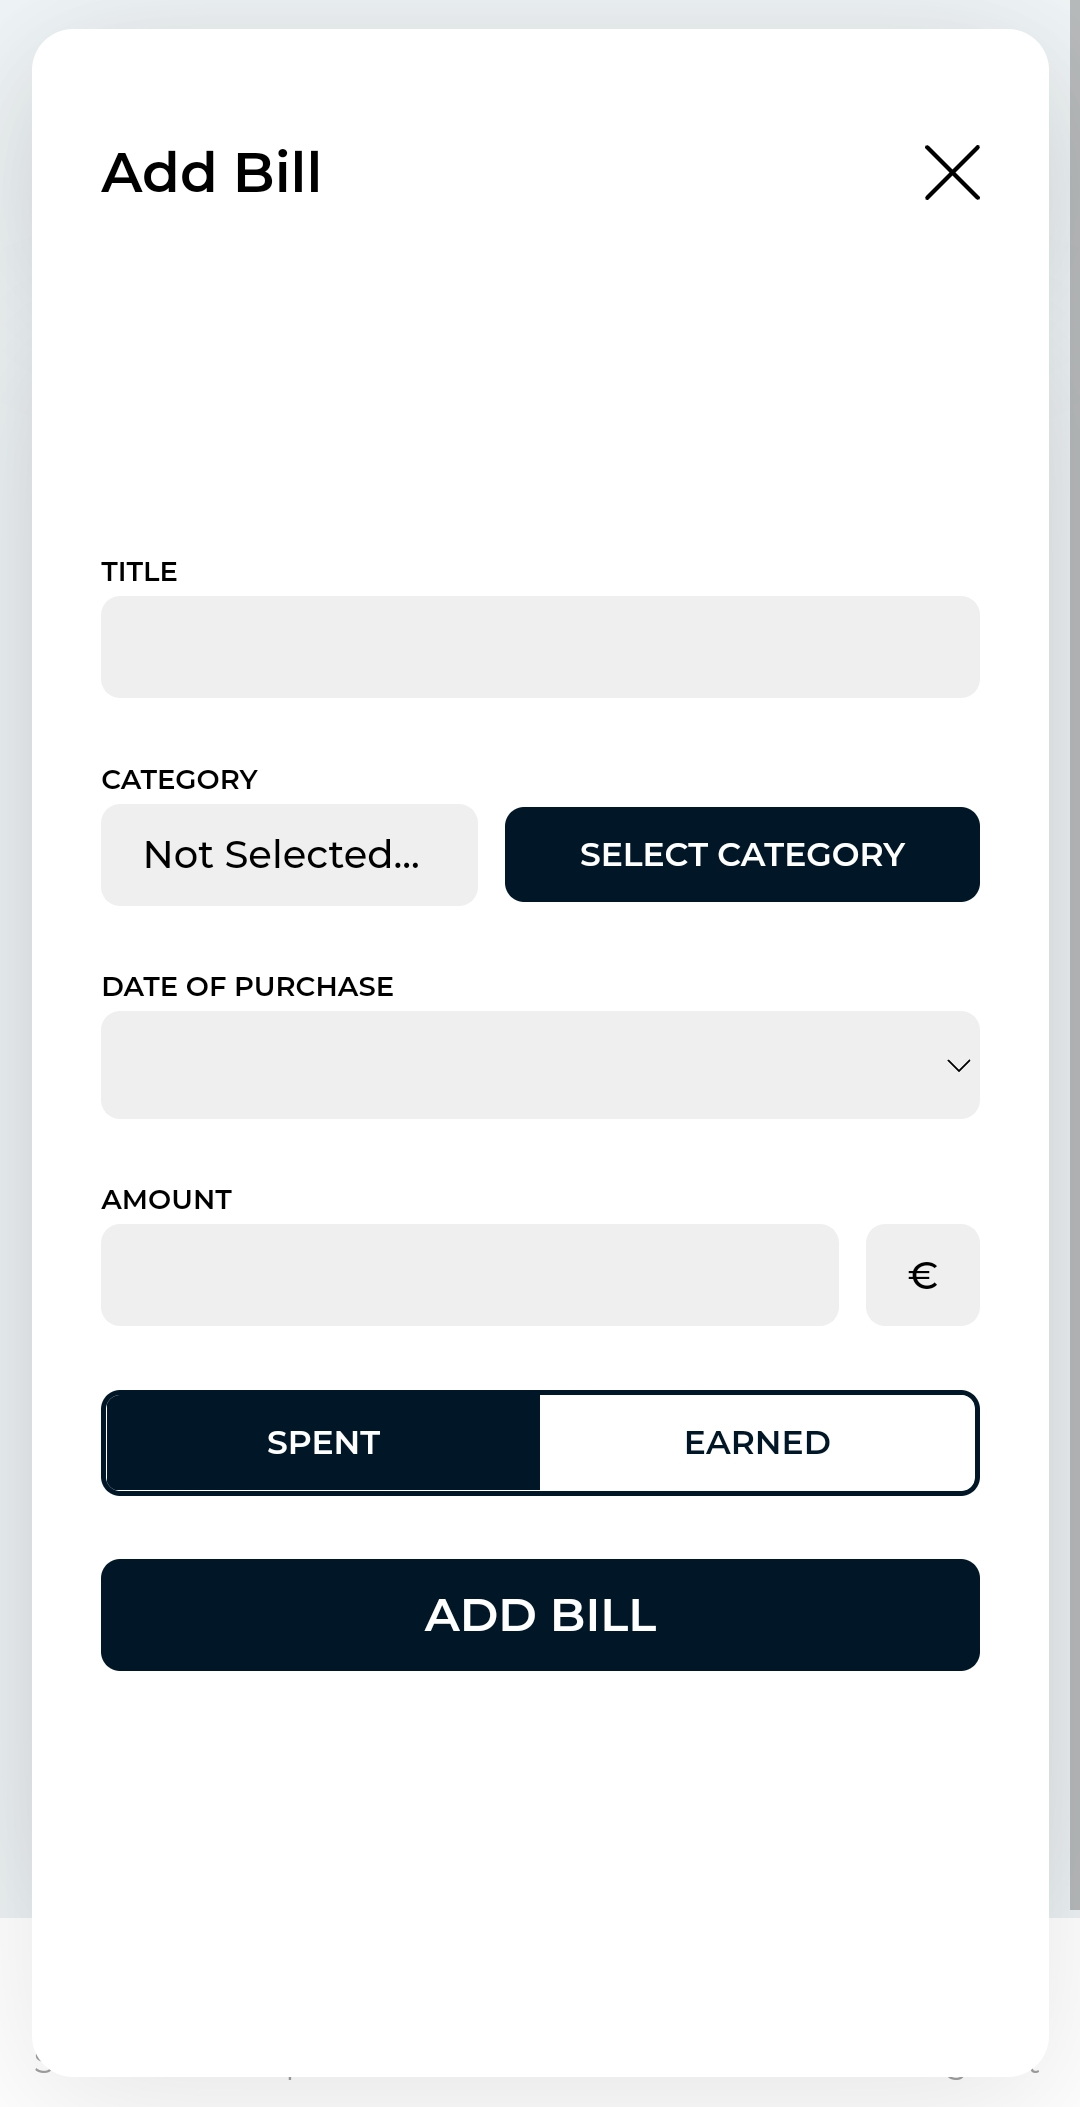 Add Bill
TITLE
CATEGORY
Not Selected...
SELECT CATEGORY
DATE OF PURCHASE
AMOUNT
€
SPENT
EARNED
ADD BILL